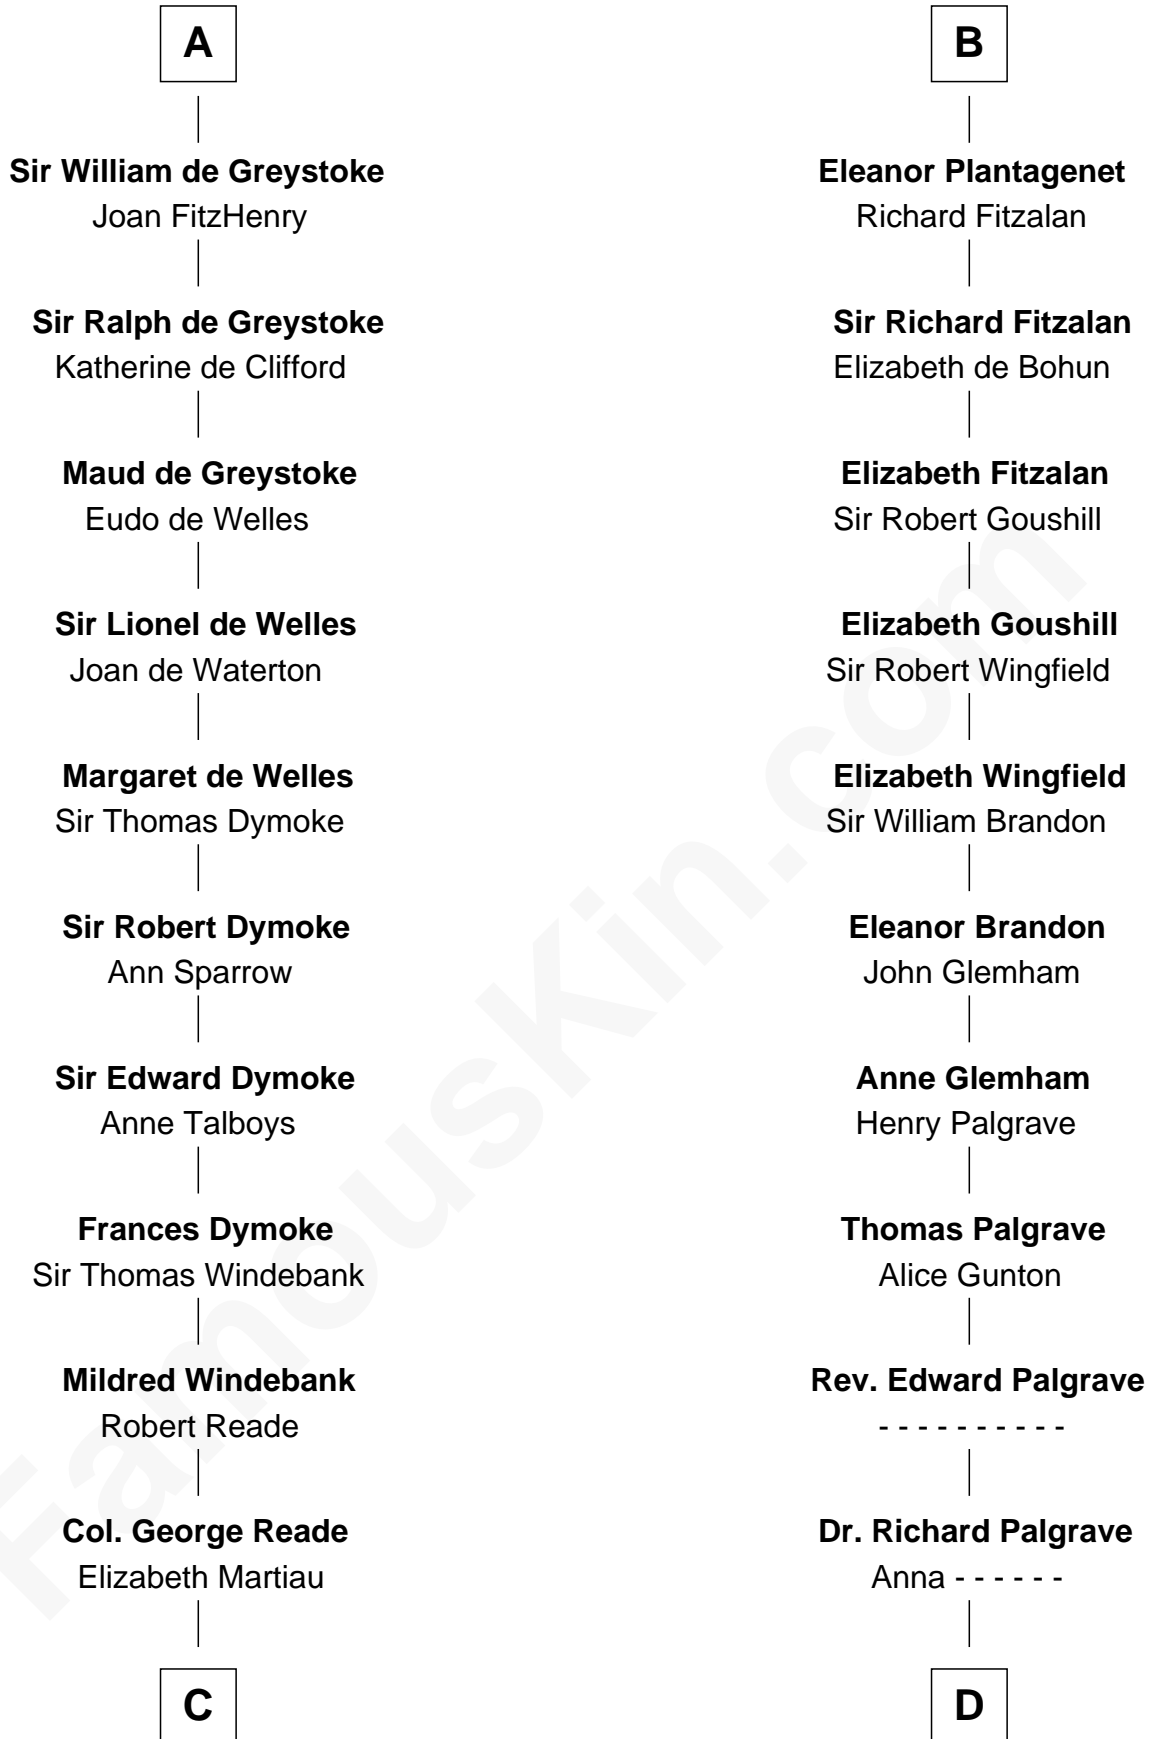 A
Sir William de Greystoke
Joan FitzHenry
Sir Ralph de Greystoke
Katherine de Clifford
Maud de Greystoke
Eudo de Welles
Sir Lionel de Welles
Joan de Waterton
Margaret de Welles
Sir Thomas Dymoke
Sir Robert Dymoke
Ann Sparrow
Sir Edward Dymoke
Anne Talboys
Frances Dymoke
Sir Thomas Windebank
Mildred Windebank
Robert Reade
Col. George Reade
Elizabeth Martiau
C
B
Eleanor Plantagenet
Richard Fitzalan
Sir Richard Fitzalan
Elizabeth de Bohun
Elizabeth Fitzalan
Sir Robert Goushill
Elizabeth Goushill
Sir Robert Wingfield
Elizabeth Wingfield
Sir William Brandon
Eleanor Brandon
John Glemham
Anne Glemham
Henry Palgrave
Thomas Palgrave
Alice Gunton
Rev. Edward Palgrave
- - - - - - - - - -
Dr. Richard Palgrave
Anna - - - - - -
D
FamousKin.com